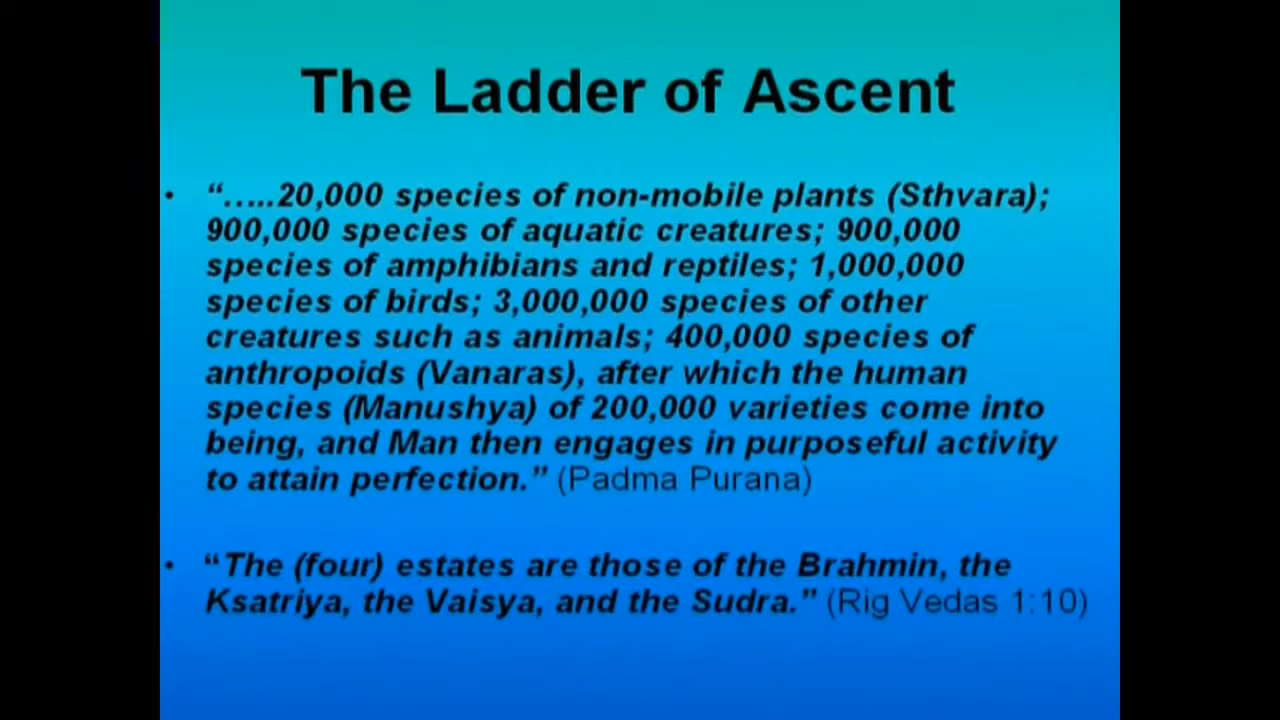 The Ladder of Ascent
• “…..20,000 species of non-mobile plants (Sthvara);
900,000 species of aquatic creatures; 900,000
species of amphibians and reptiles; 1,000,000
species of birds; 3,000,000 species of other
creatures such as animals; 400,000 species of
anthropoids (Vanaras), after which the human
species (Manushya) of 200,000 varieties come into
being, and Man then engages in purposeful activity
to attain perfection.” (Padma Purana)
• “The (four) estates are those of the Brahmin, the
Ksatriya, the Vaisya, and the Sudra.” (Rig Vedas 1:10)